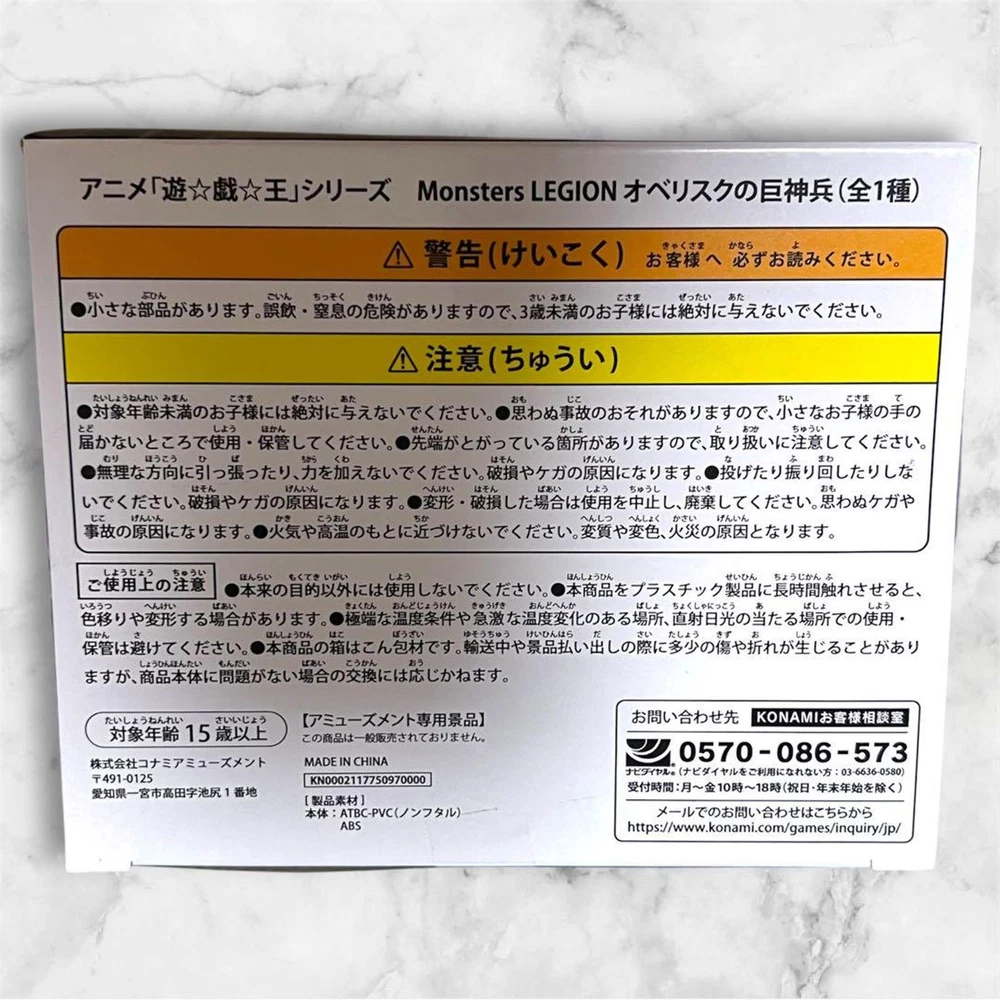 アニメ「遊☆戯☆王」シリーズ Monsters LEGION オベリスクの巨神兵(全1種)
⚠ 警告(けいこく) お客様へ 必ずお読みください。
●小さな部品があります。誤飲・窒息の危険がありますので、3歳未満のお子様には絶対に与えないでください。
⚠ 注意(ちゅうい)
●対象年齢未満のお子様には絶対に与えないでください。●思わぬ事故のおそれがありますので、小さなお子様の手の
届かないところで使用・保管してください。●先端がとがっている箇所がありますので、取り扱いに注意してください。
●無理な方向に引っ張ったり、力を加えないでください。破損やケガの原因になります。●投げたり振り回したりしな
いでください。破損やケガの原因になります。●変形・破損した場合は使用を中止し、廃棄してください。思わぬケガや
事故の原因になります。●火気や高温のもとに近づけないでください。変質や変色、火災の原因となります。
ご使用上の注意 ●本来の目的以外には使用しないでください。●本商品をプラスチック製品に長時間触れさせると、
色移りや変形する場合があります。●極端な温度条件や急激な温度変化のある場所、直射日光の当たる場所での使用・
保管は避けてください。●本商品の箱はこん包材です。輸送中や景品払い出しの際に多少の傷や折れが生じることがあり
ますが、商品本体に問題がない場合の交換には応じかねます。
対象年齢15歳以上
【アミューズメント専用景品】
この商品は一般販売されておりません。
株式会社コナミアミューズメント
〒491-0125
愛知県一宮市高田字池尻1番地
MADE IN CHINA
KN0002117750970000
[製品素材]
本体:ATBC-PVC(ノンフタル)
ABS
お問い合わせ先 KONAMIお客様相談室
ナビダイヤル® 0570-086-573
(ナビダイヤルをご利用になれない方:03-6636-0580)
受付時間:月〜金10時〜18時(祝日・年末年始を除く)
メールでのお問い合わせはこちらから
https://www.konami.com/games/inquiry/jp/